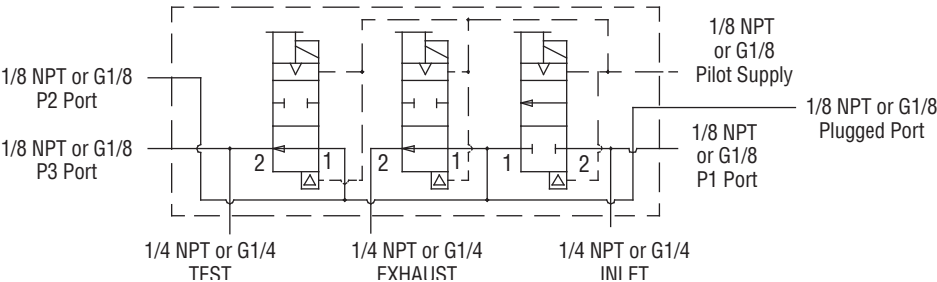 1/8 NPT or G1/8
P2 Port
1/8 NPT or G1/8
P3 Port
1/8 NPT
or G1/8
Pilot Supply
1/8 NPT or G1/8
Plugged Port
1/8 NPT
or G1/8
P1 Port
2
1
2
1
1
2
1/4 NPT or G1/4
TEST
1/4 NPT or G1/4
EXHAUST
1/4 NPT or G1/4
INLET